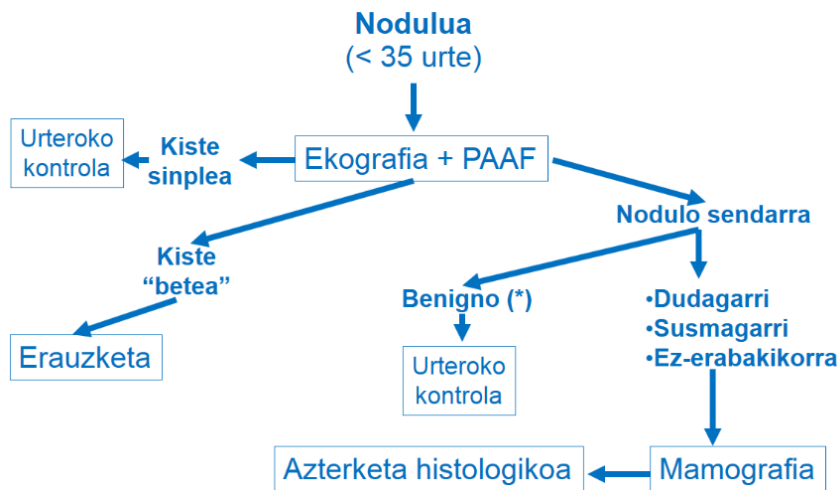 Nodulua
(< 35 urte)
Urteroko
kontrola
Kiste
sinplea
Ekografia + PAAF
Nodulo sendarra
Kiste
“betea”
Benigno (*)
•Dudagarri
•Susmagarri
•Ez-erabakikorra
Erauzketa
Urteroko
kontrola
Azterketa histologikoa
Mamografia